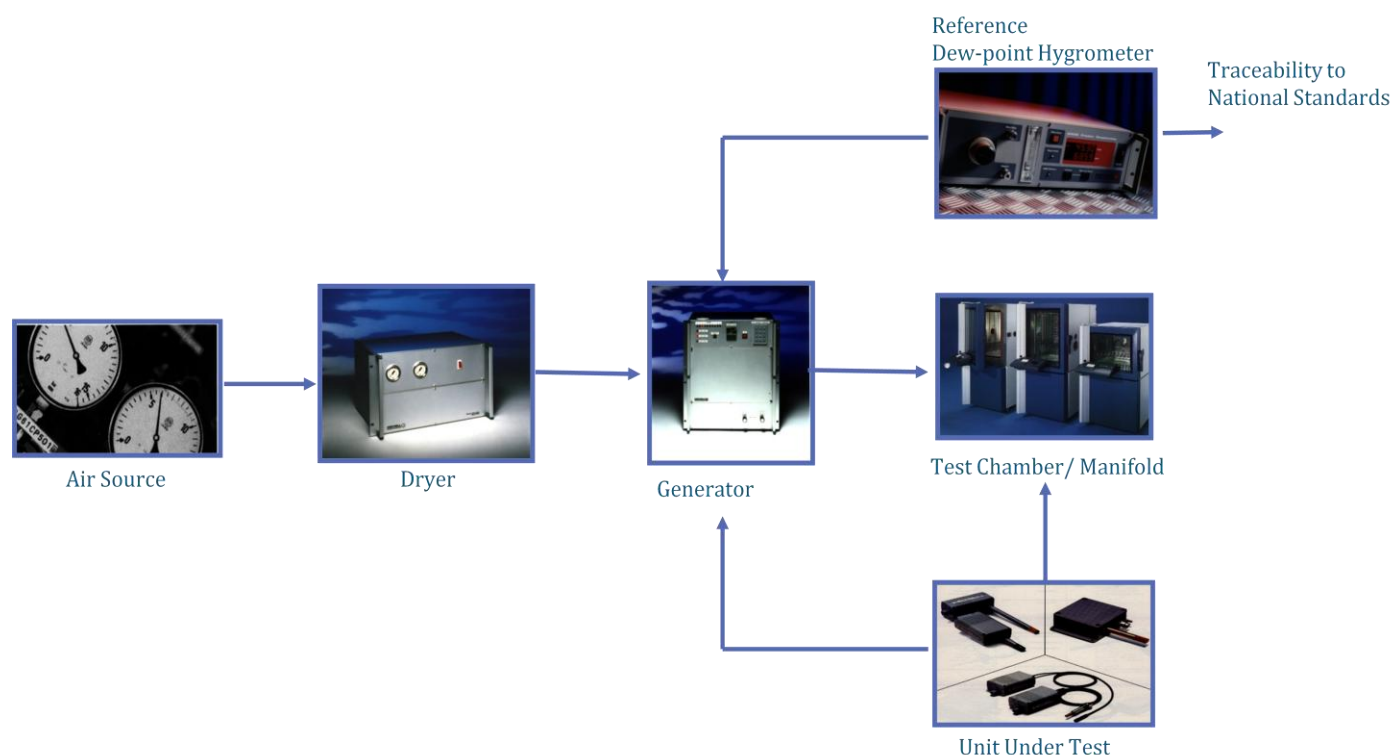 Reference
Dew-point Hygrometer
Traceability to
National Standards
Air Source
Dryer
Generator
Test Chamber/ Manifold
Unit Under Test